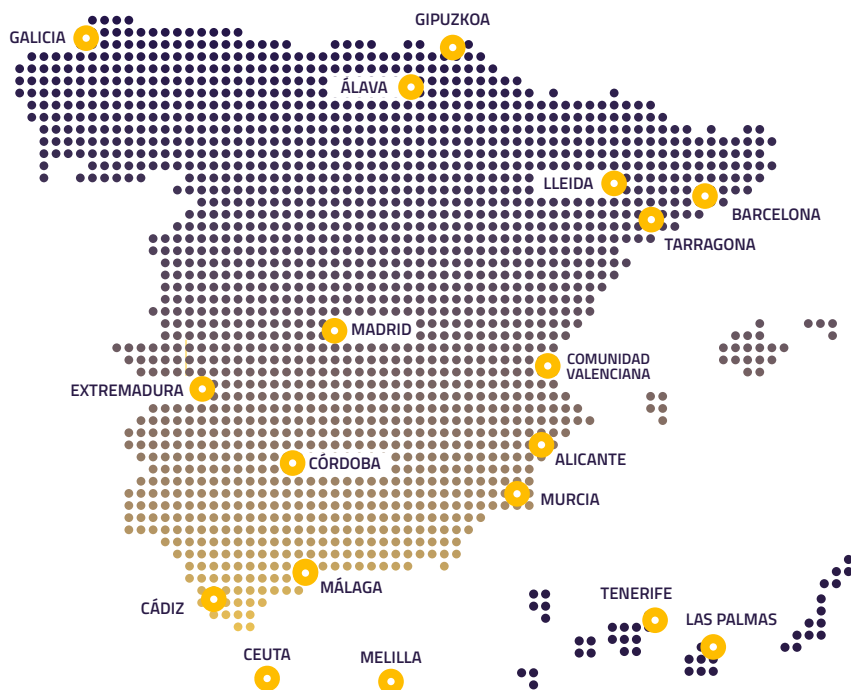 GIPUZKOA
GALICIA
ÁLAVA
LLEIDA
BARCELONA
TARRAGONA
MADRID
COMUNIDAD
VALENCIANA
EXTREMADURA
ALICANTE
CÓRDOBA
MURCIA
MÁLAGA
TENERIFE
CÁDIZ
LAS PALMAS
CEUTA
MELILLA